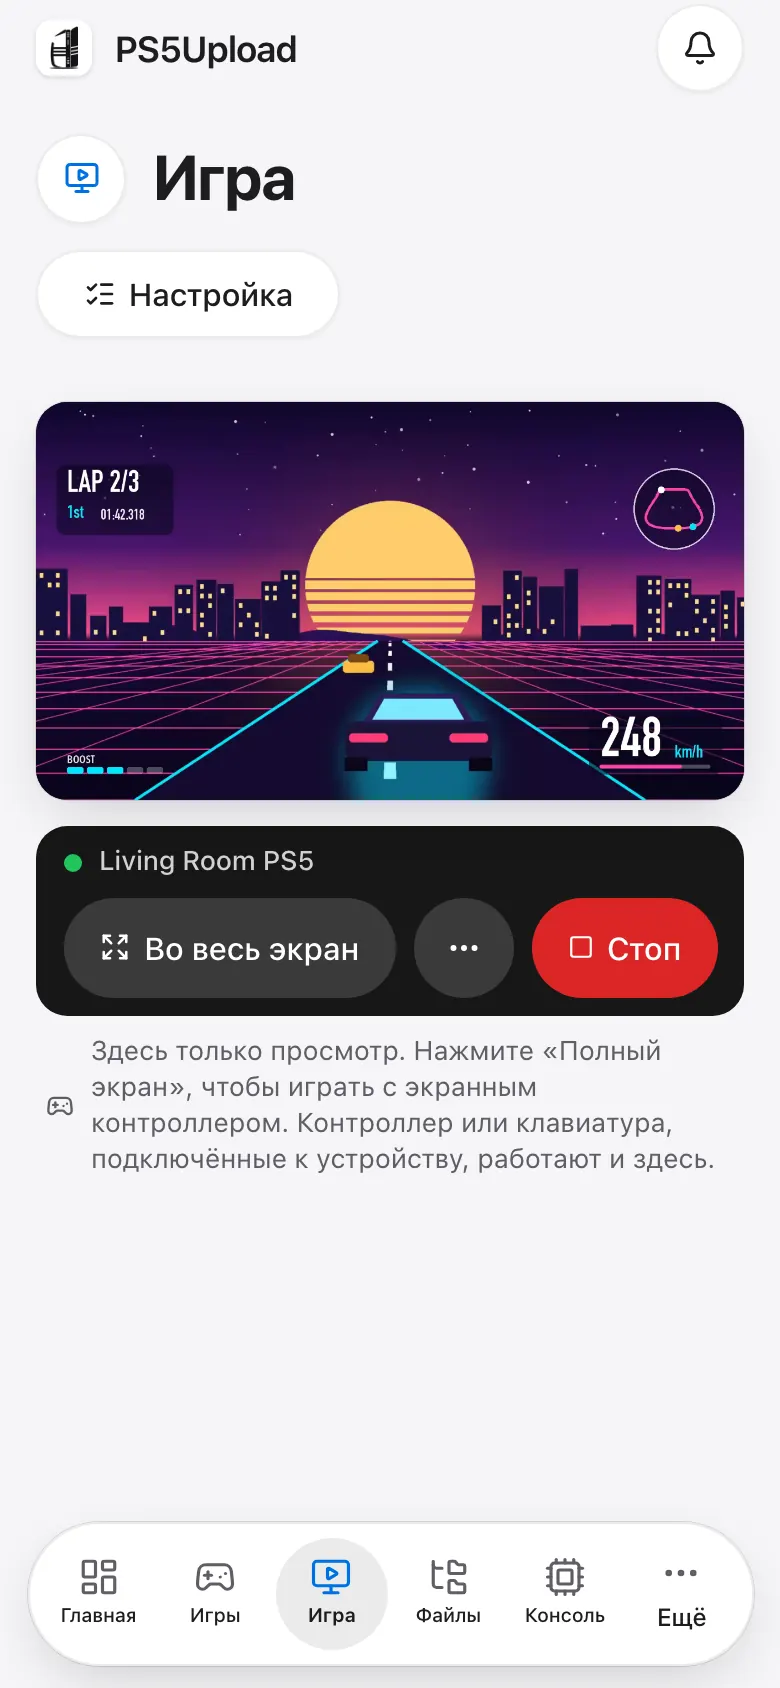 PS5Upload
Игра
Настройка
LAP 2/3
1st 01:42.318
BOOST
248 km/h
Living Room PS5
Во весь экран
Стоп
Здесь только просмотр. Нажмите «Полный
экран», чтобы играть с экранным
контроллером. Контроллер или клавиатура,
подключённые к устройству, работают и здесь.
Главная
Игры
Игра
Файлы
Консоль
Ещё